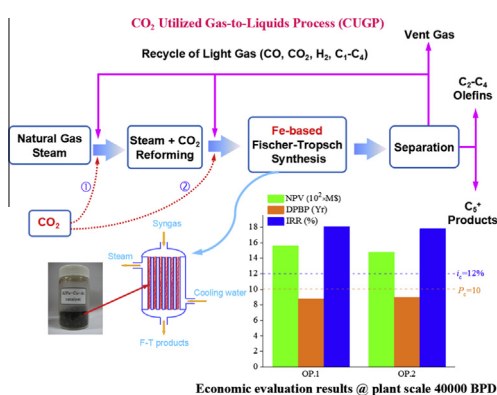 CO2 Utilized Gas-to-Liquids Process (CUGP)
Vent Gas
Recycle of Light Gas (CO, CO2, H2, C1-C4)
C2-C4
Olefins
Natural Gas
Steam
Steam + CO2
Reforming
Fe-based
Fischer-Tropsch
Synthesis
Separation
①
②
CO2
C5+
Products
Syngas
Steam
Cooling water
F-T products
NPV (10²×M$)
DPBP (Yr)
IRR (%)
18
16
14
12
10
8
6
4
2
0
ic=12%
Pc=10
OP.1
OP.2
Economic evaluation results @ plant scale 40000 BPD